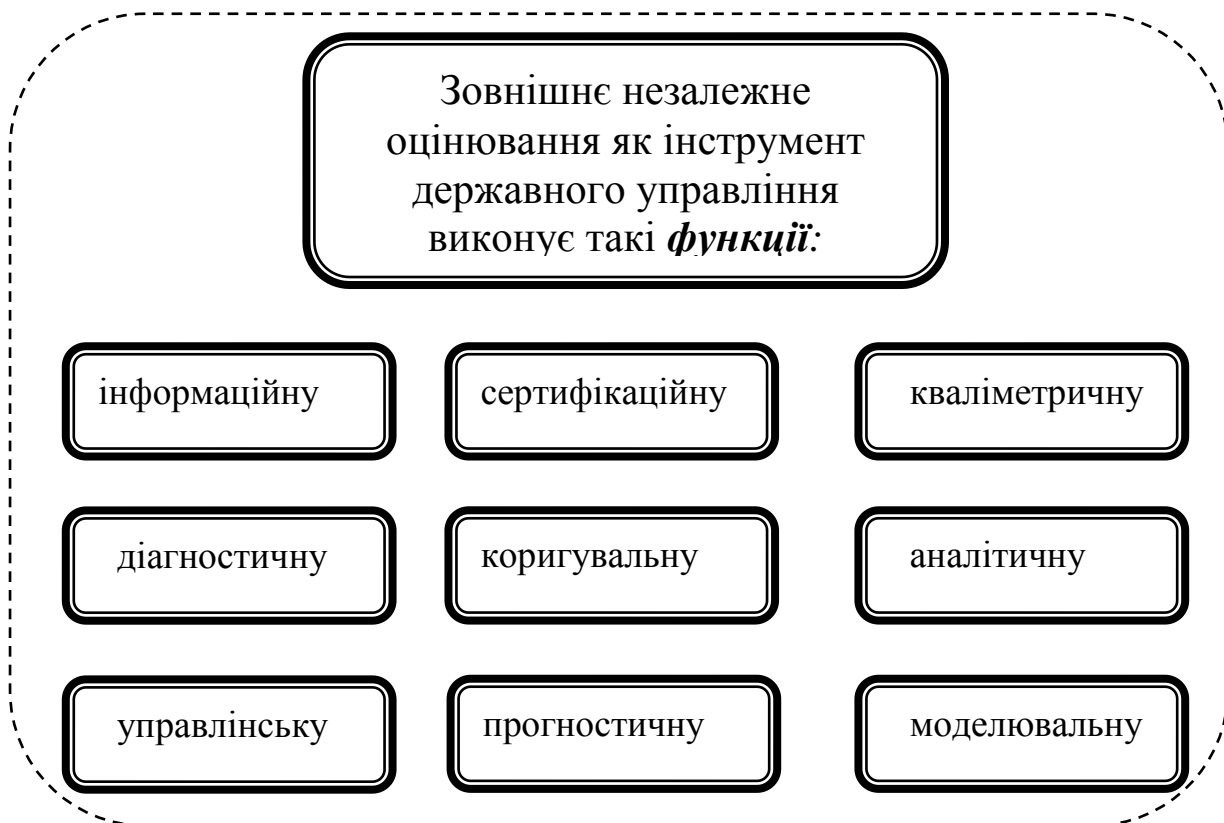 Зовнішнє незалежне
оцінювання як інструмент
державного управління
виконує такі функції:
інформаційну
сертифікаційну
кваліметричну
діагностичну
коригувальну
аналітичну
управлінську
прогностичну
моделювальну